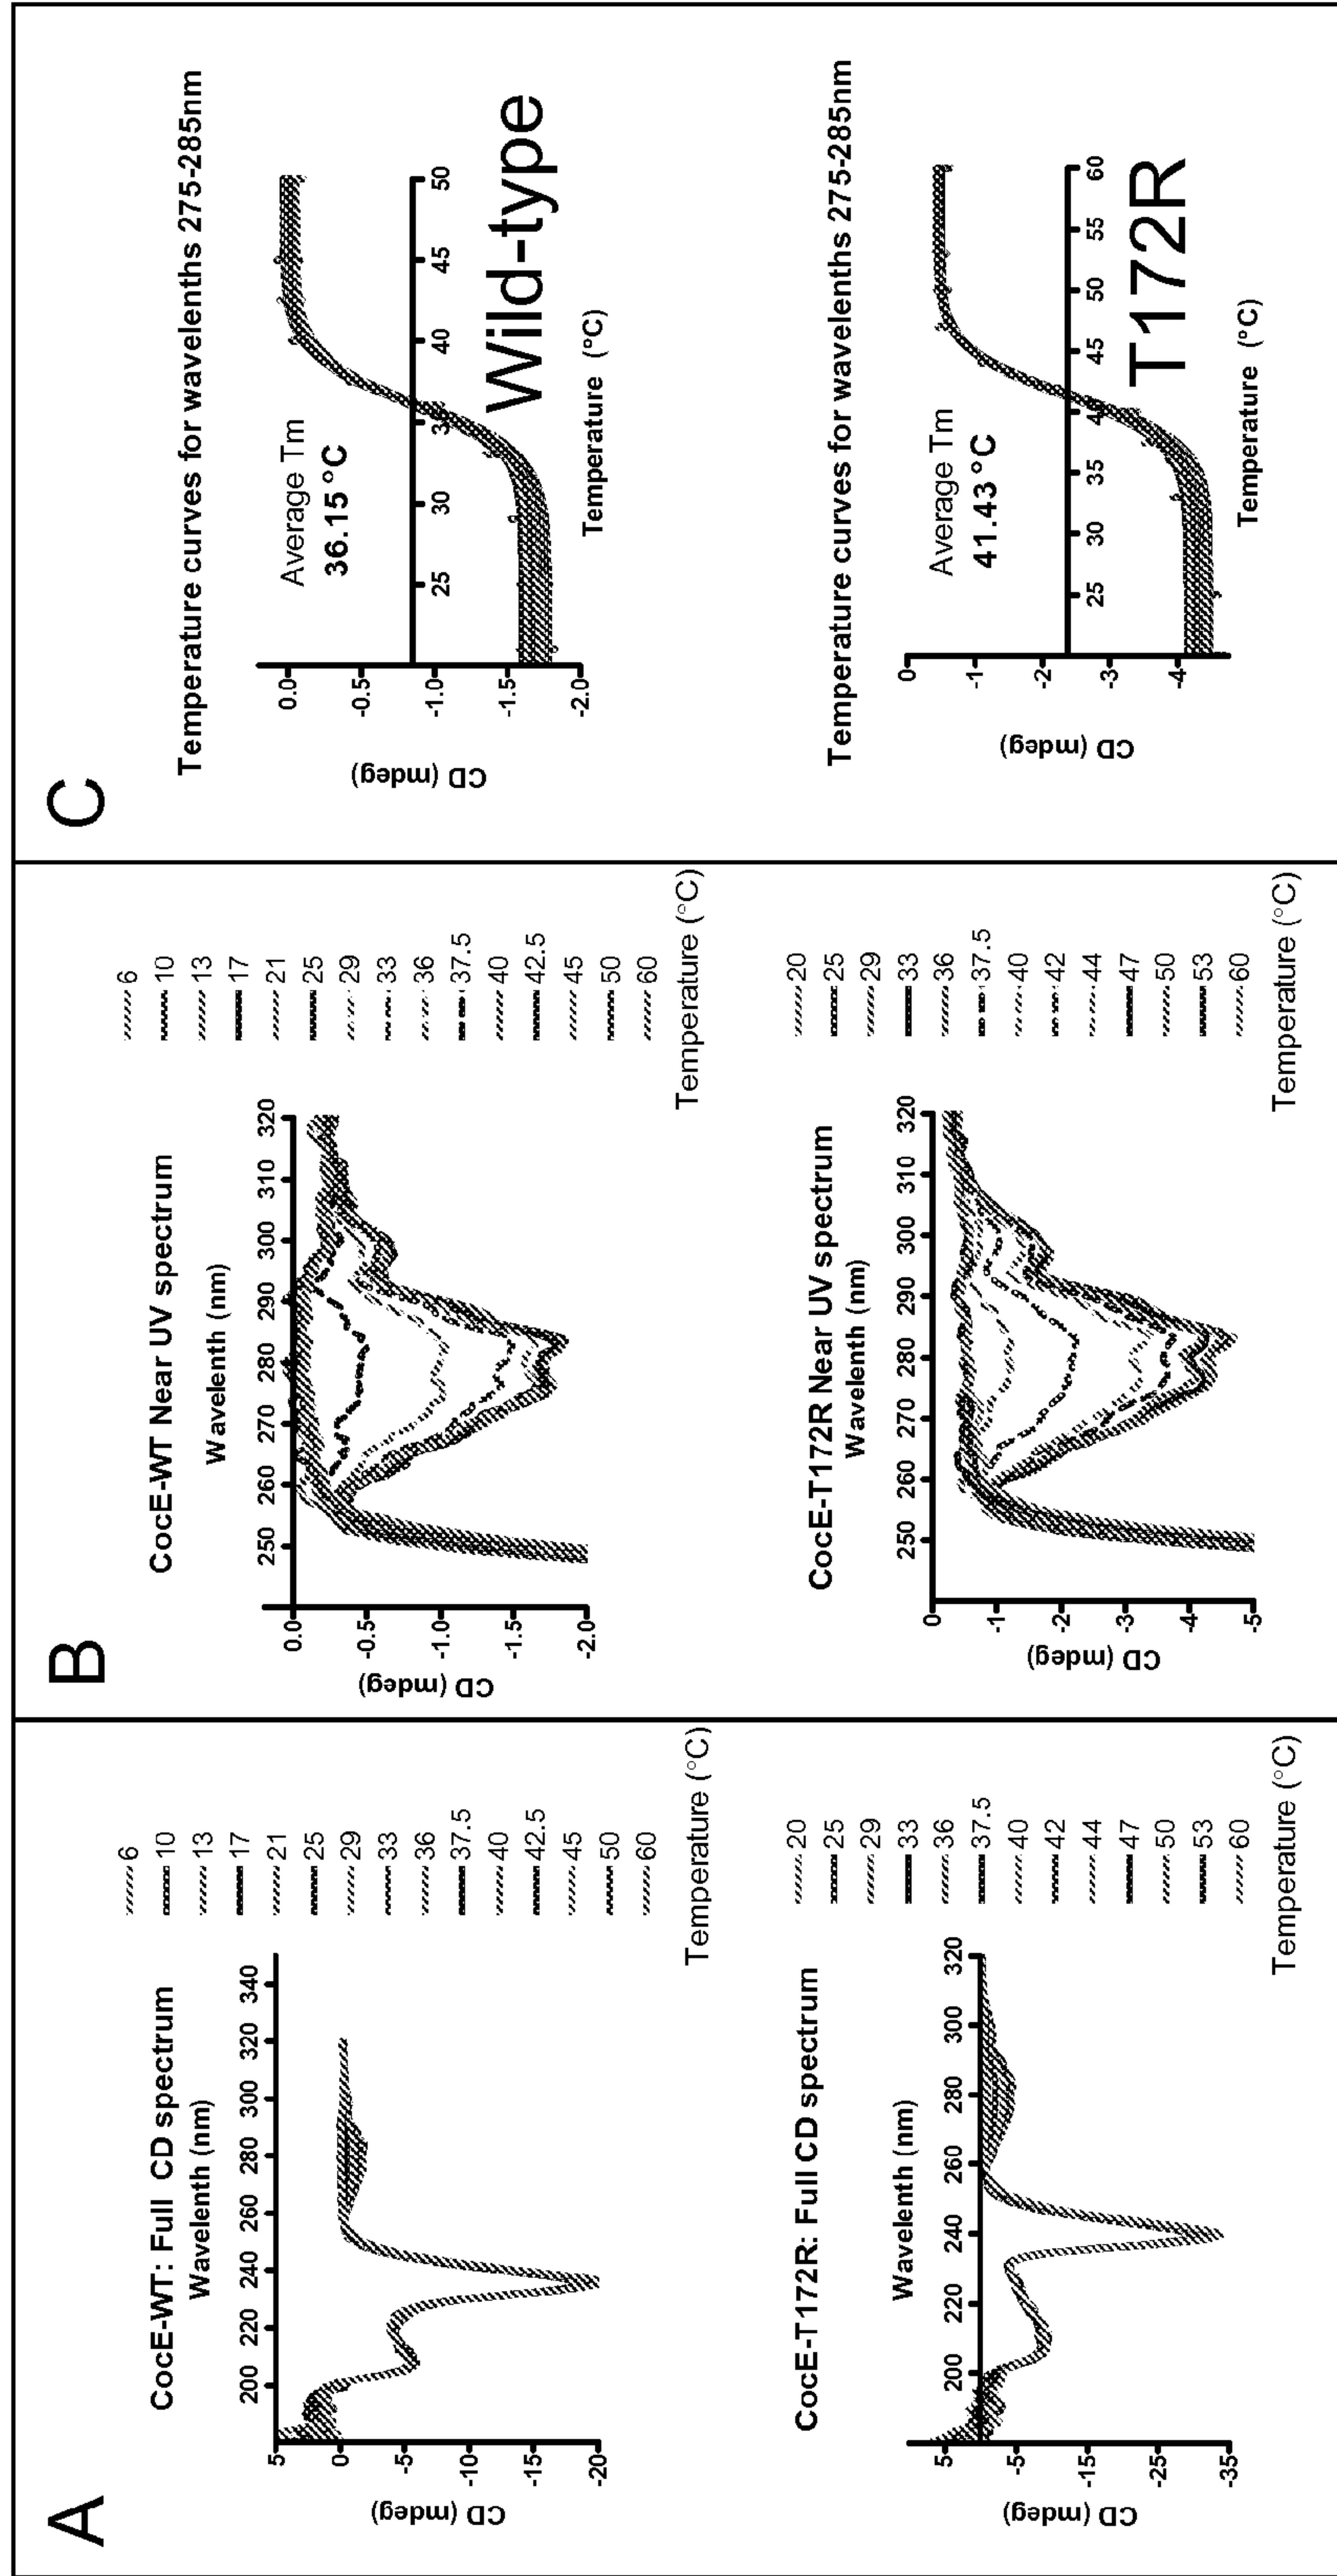 A
CocE-WT: Full CD spectrum
Wavelenth (nm)
200 220 240 260 280 300 320 340
5
0
-5
-10
-15
-20
CD (mdeg)
6
10
13
17
21
25
29
33
36
37.5
40
42.5
45
50
60
Temperature (°C)
CocE-T172R: Full CD spectrum
Wavelenth (nm)
200 220 240 260 280 300 320
5
-5
-15
-25
-35
CD (mdeg)
20
25
29
33
36
37.5
40
42
44
47
50
53
60
Temperature (°C)
B
CocE-WT Near UV spectrum
Wavelenth (nm)
250 260 270 280 290 300 310 320
0.0
-0.5
-1.0
-1.5
-2.0
CD (mdeg)
6
10
13
17
21
25
29
33
36
37.5
40
42.5
45
50
60
Temperature (°C)
CocE-T172R Near UV spectrum
Wavelenth (nm)
250 260 270 280 290 300 310 320
0
-1
-2
-3
-4
-5
CD (mdeg)
20
25
29
33
36
37.5
40
42
44
47
50
53
60
Temperature (°C)
C
Temperature curves for wavelenths 275-285nm
Average Tm
36.15 °C
0.0
-0.5
-1.0
-1.5
-2.0
CD (mdeg)
25 30 40 45 50
Wild-type
Temperature (°C)
Temperature curves for wavelenths 275-285nm
Average Tm
41.43 °C
0
-1
-2
-3
-4
CD (mdeg)
25 30 35 40 45 50 55 60
T172R
Temperature (°C)